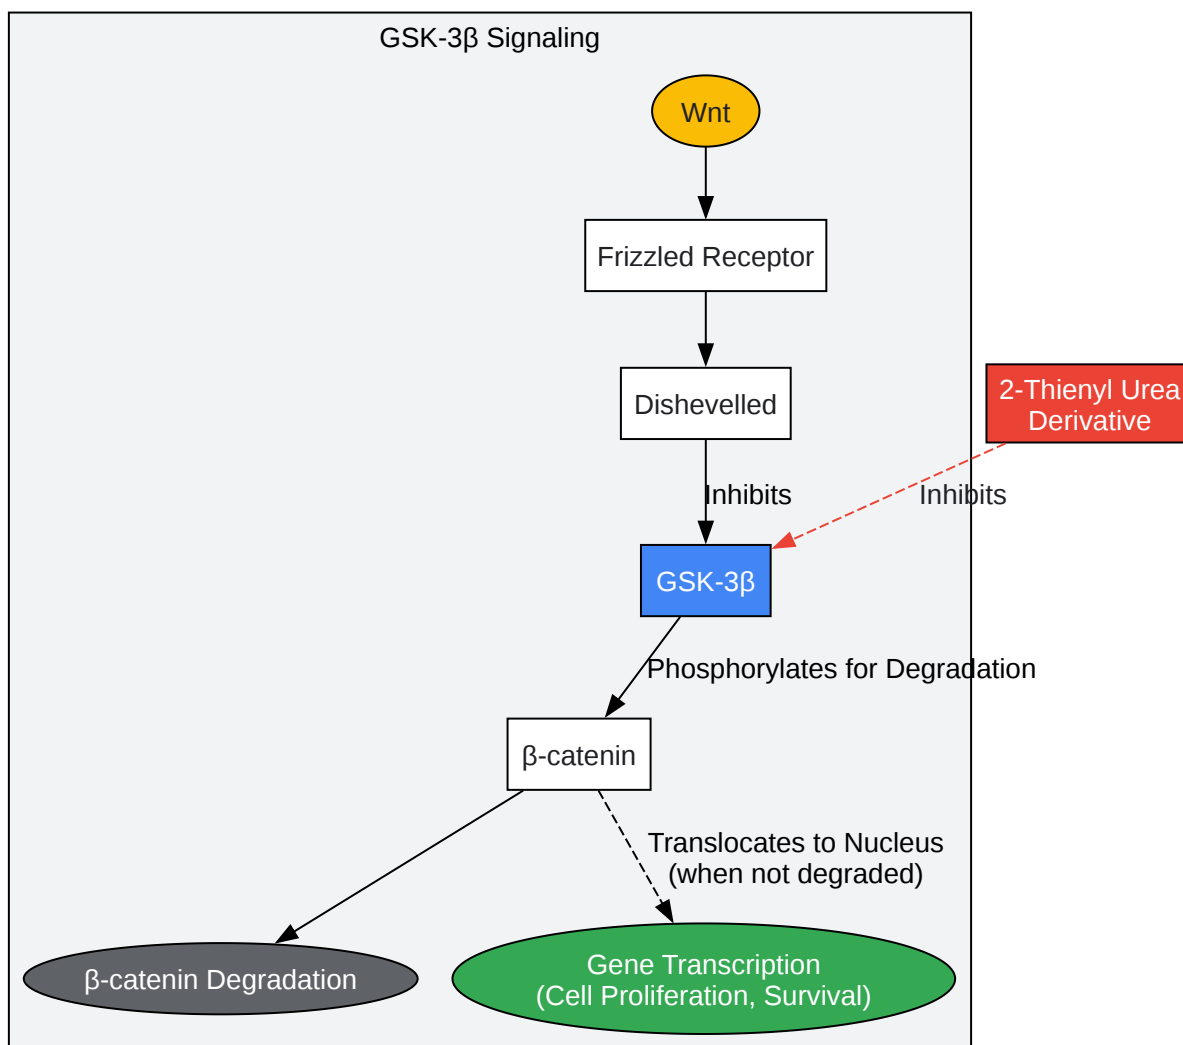 GSK-3β Signaling
Wnt
Frizzled Receptor
Dishevelled
2-Thienyl Urea
Derivative
Inhibits
Inhibits
GSK-3β
Phosphorylates for Degradation
β-catenin
Translocates to Nucleus
(when not degraded)
β-catenin Degradation
Gene Transcription
(Cell Proliferation, Survival)